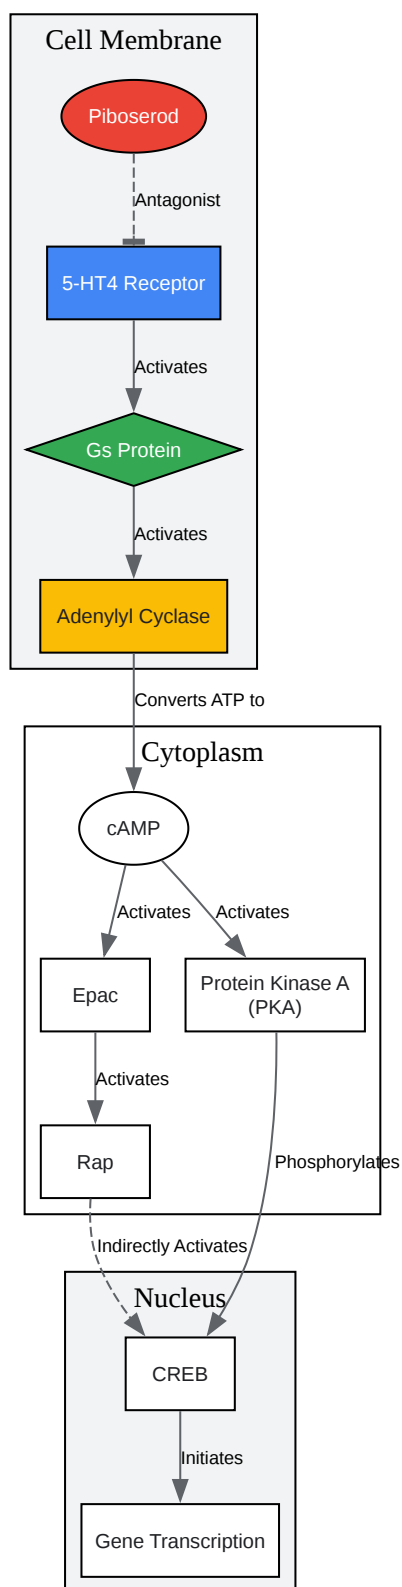 Cell Membrane
Piboserod
Antagonist
5-HT4 Receptor
Activates
Gs Protein
Activates
Adenylyl Cyclase
Converts ATP to
Cytoplasm
cAMP
Activates
Activates
Epac
Protein Kinase A
(PKA)
Activates
Rap
Phosphorylates
Indirectly Activates
Nucleus
CREB
Initiates
Gene Transcription